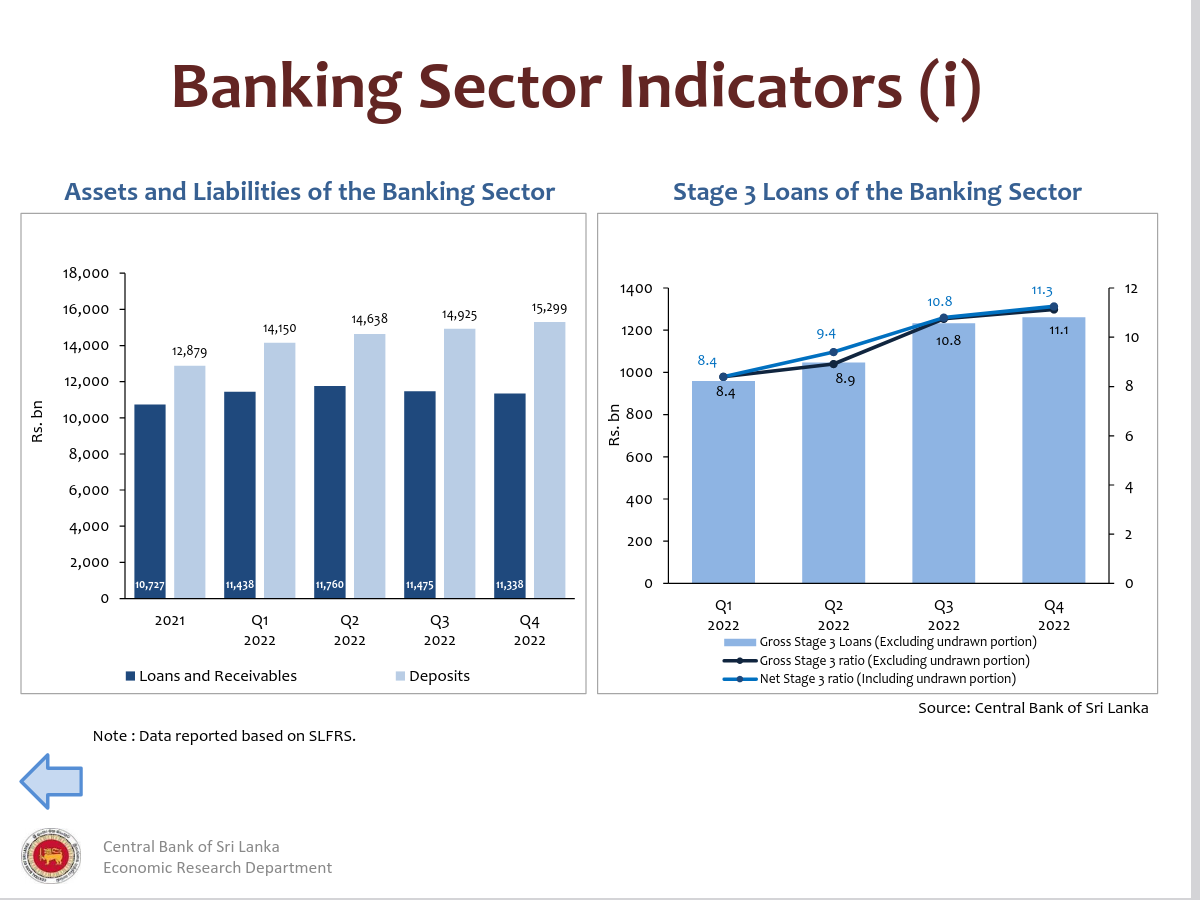 Banking Sector Indicators (i)
Assets and Liabilities of the Banking Sector
Rs. bn
18,000
16,000
14,000
12,000
10,000
8,000
6,000
4,000
2,000
0
12,879
14,150
14,638
14,925
15,299
10,727
11,438
11,760
11,475
11,338
2021
Q1
2022
Q2
2022
Q3
2022
Q4
2022
Loans and Receivables
Deposits
Stage 3 Loans of the Banking Sector
Rs. bn
1400
1200
1000
800
600
400
200
0
12
10
8
6
4
2
0
8.4
9.4
10.8
11.3
8.4
8.9
10.8
11.1
Q1
2022
Q2
2022
Q3
2022
Q4
2022
Gross Stage 3 Loans (Excluding undrawn portion)
Gross Stage 3 ratio (Excluding undrawn portion)
Net Stage 3 ratio (Including undrawn portion)
Source: Central Bank of Sri Lanka
Note : Data reported based on SLFRS.
Central Bank of Sri Lanka
Economic Research Department